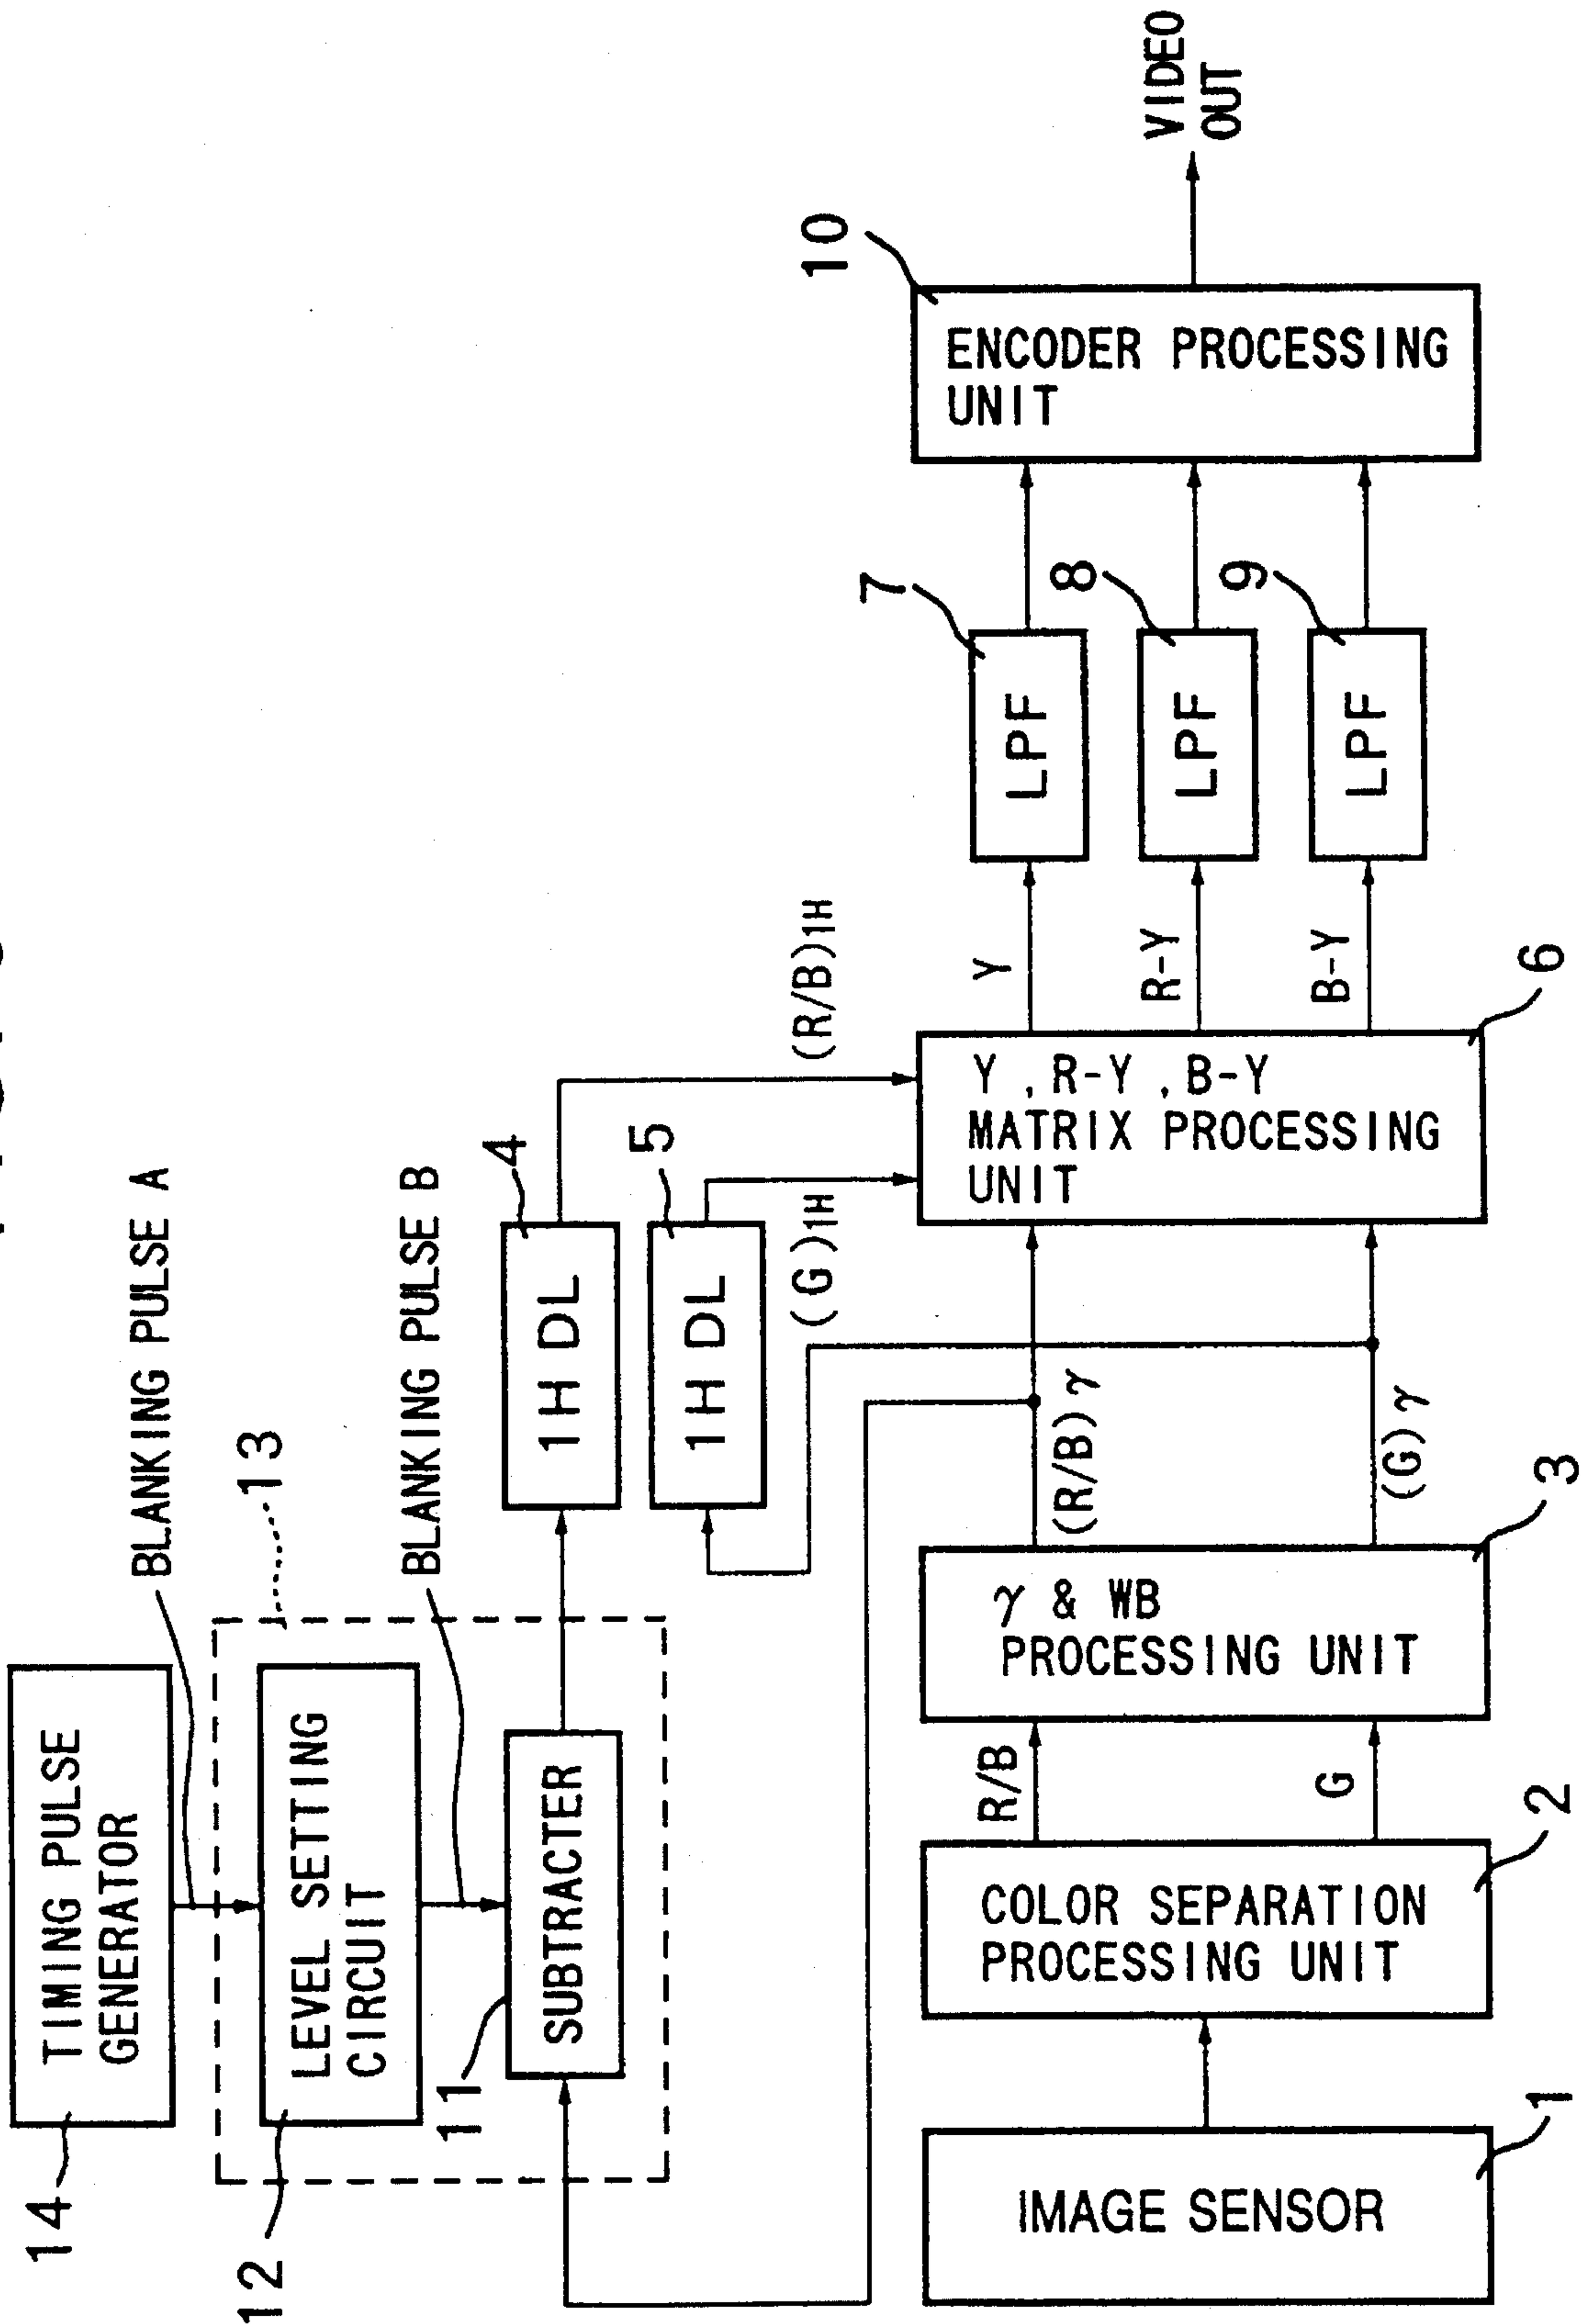 14
TIMING PULSE
GENERATOR
BLANKING PULSE A
12
LEVEL SETTING
CIRCUIT
13
BLANKING PULSE B
11
SUBTRACTER
4
1H DL
5
1H DL
(R/B)1H
(G)1H
IMAGE SENSOR
1
COLOR SEPARATION
PROCESSING UNIT
2
R/B
G
γ & WB
PROCESSING UNIT
3
(R/B)γ
(G)γ
Y , R-Y , B-Y
MATRIX PROCESSING
UNIT
6
Y
R-Y
B-Y
7
LPF
8
LPF
9
LPF
10
ENCODER PROCESSING
UNIT
VIDEO
OUT